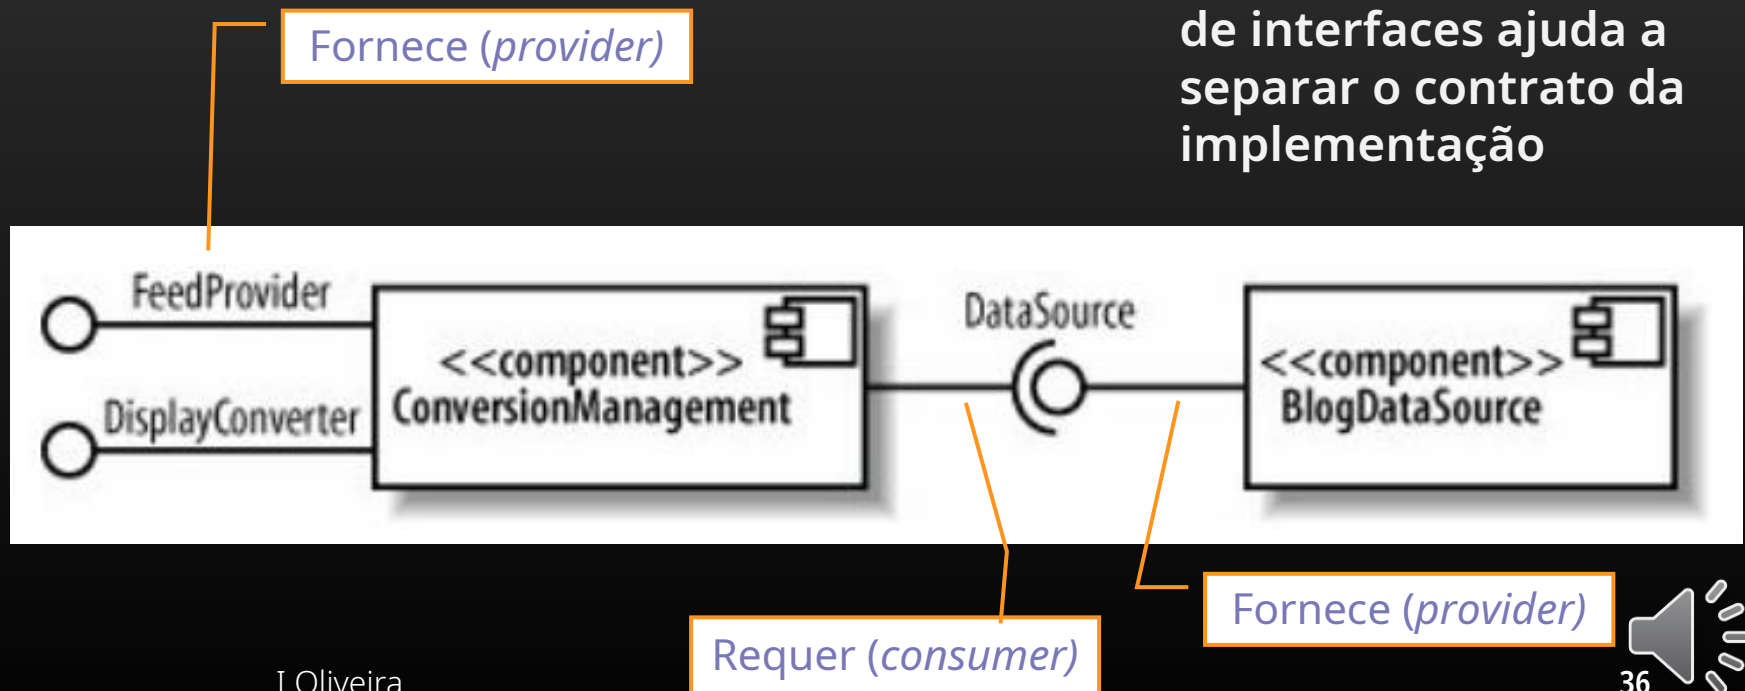 Fornece (provider)
de interfaces ajuda a
separar o contrato da
implementação
FeedProvider
DisplayConverter
<<component>>
ConversionManagement
DataSource
<<component>>
BlogDataSource
Requer (consumer)
Fornece (provider)
I Oliveira
36